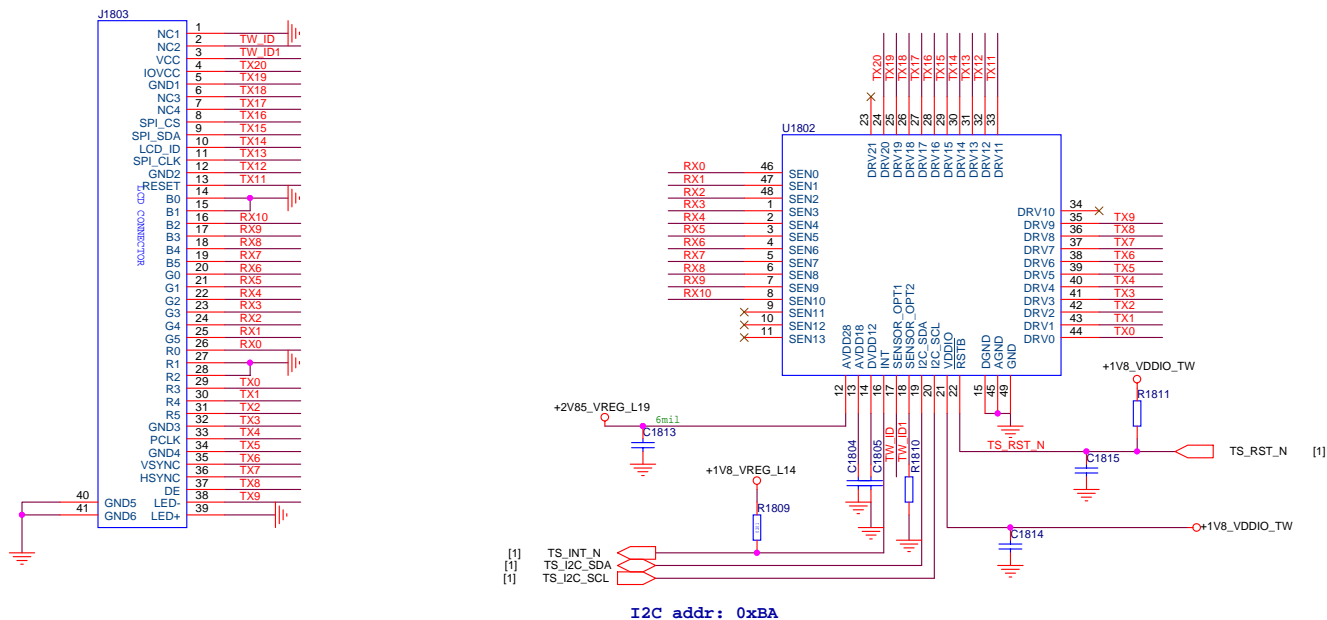 J1803
NC1 1
NC2 2 TW_ID
VCC 3 TW_ID1
IOVCC 4 TX20
GND1 5 TX19
NC3 6 TX18
NC4 7 TX17
SPI_CS 8 TX16
SPI_SDA 9 TX15
LCD_ID 10 TX14
SPI_CLK 11 TX13
GND2 12 TX12
RESET 13 TX11
B0 14
B1 15
B2 16 RX10
B3 17 RX9
B4 18 RX8
B5 19 RX7
G0 20 RX6
G1 21 RX5
G2 22 RX4
G3 23 RX3
G4 24 RX2
G5 25 RX1
R0 26 RX0
R1 27
R2 28
R3 29 TX0
R4 30 TX1
R5 31 TX2
GND3 32 TX3
PCLK 33 TX4
GND4 34 TX5
VSYNC 35 TX6
HSYNC 36 TX7
DE 37 TX8
LED- 38 TX9
LED+ 39
40 GND5
41 GND6
LCD CONNECTOR
U1802
TX20 TX19 TX18 TX17 TX16 TX15 TX14 TX13 TX12 TX11
23 24 25 26 27 28 29 30 31 32 33
DRV21 DRV20 DRV19 DRV18 DRV17 DRV16 DRV15 DRV14 DRV13 DRV12 DRV11
RX0 46 SEN0
RX1 47 SEN1
RX2 48 SEN2
RX3 1 SEN3
RX4 2 SEN4
RX5 3 SEN5
RX6 4 SEN6
RX7 5 SEN7
RX8 6 SEN8
RX9 7 SEN9
RX10 8 SEN10
9 SEN11
10 SEN12
11 SEN13
DRV10 34
DRV9 35 TX9
DRV8 36 TX8
DRV7 37 TX7
DRV6 38 TX6
DRV5 39 TX5
DRV4 40 TX4
DRV3 41 TX3
DRV2 42 TX2
DRV1 43 TX1
DRV0 44 TX0
AVDD28 AVDD18 DVDD12 INT SENSOR_OPT1 SENSOR_OPT2 I2C_SDA I2C_SCL VDDIO RSTB DGND AGND GND
12 13 14 16 17 18 19 20 21 22 15 45 49
+2V85_VREG_L19
6mil
C1813
C1804
C1805
TW_ID
TW_ID1
R1810
+1V8_VREG_L14
R1809
+1V8_VDDIO_TW
R1811
TS_RST_N
C1815
TS_RST_N [1]
C1814
+1V8_VDDIO_TW
[1] TS_INT_N
[1] TS_I2C_SDA
[1] TS_I2C_SCL
I2C addr: 0xBA